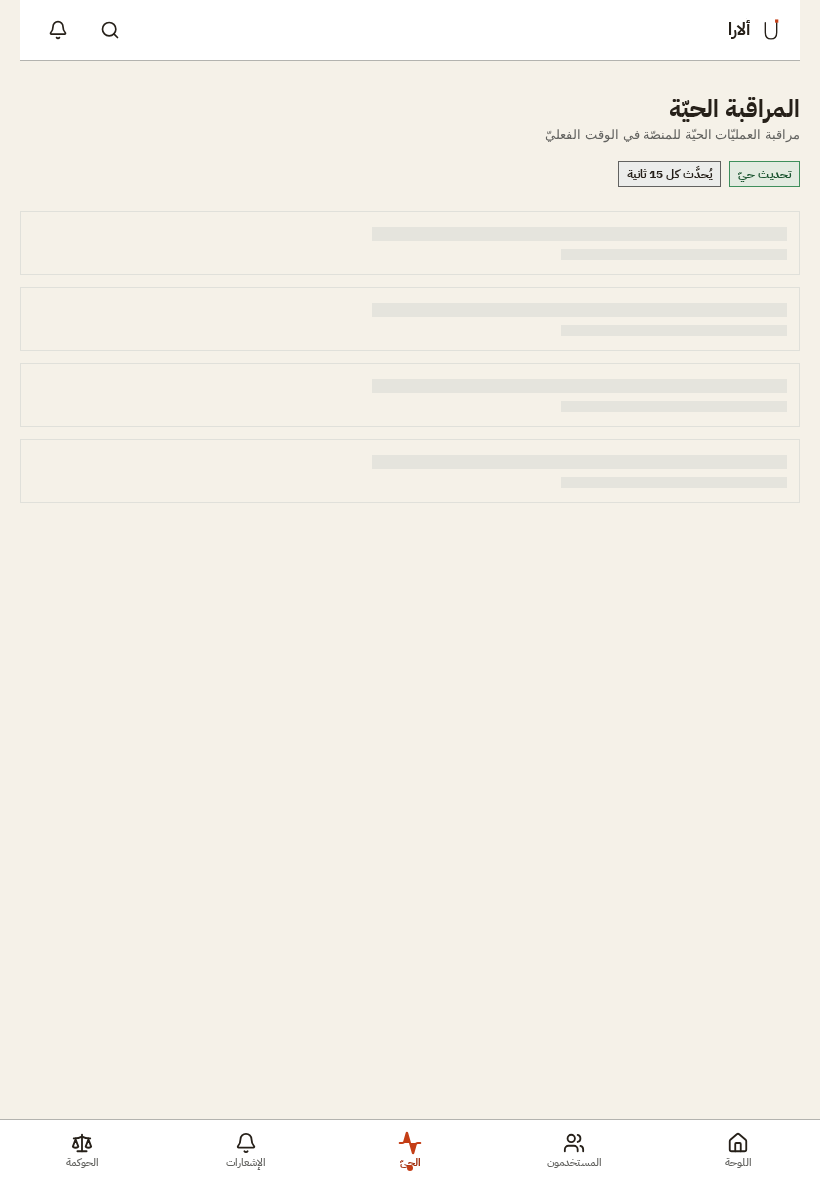 ألارا
المراقبة الحيّة
مراقبة العمليّات الحيّة للمنصّة في الوقت الفعليّ
تحديث حيّ
يُحدَّث كل 15 ثانية
اللوحة
المستخدمون
الحيّ
الإشعارات
الحوكمة